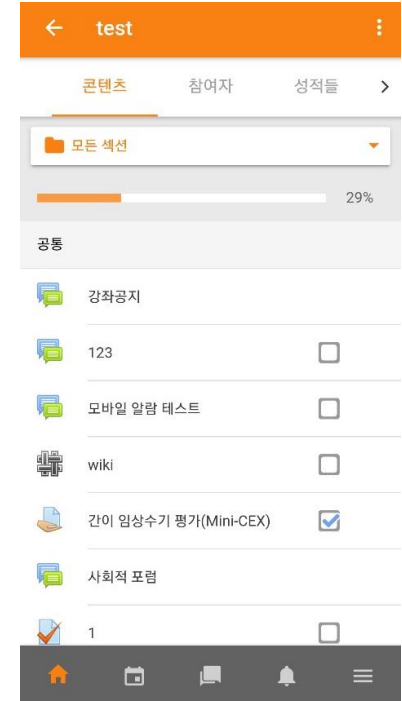 test
콘텐츠 참여자 성적들
모든 섹션
29%
공통
강좌공지
123
모바일 알람 테스트
wiki
간이 임상수기 평가(Mini-CEX)
사회적 포럼
1